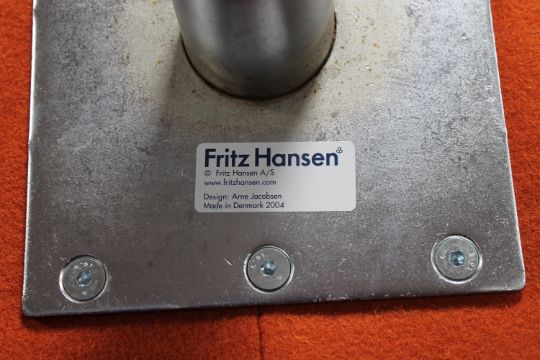 Fritz Hansen
© Fritz Hansen A/S
www.fritzhansen.com
Design: Arne Jacobsen
Made in Denmark 2004